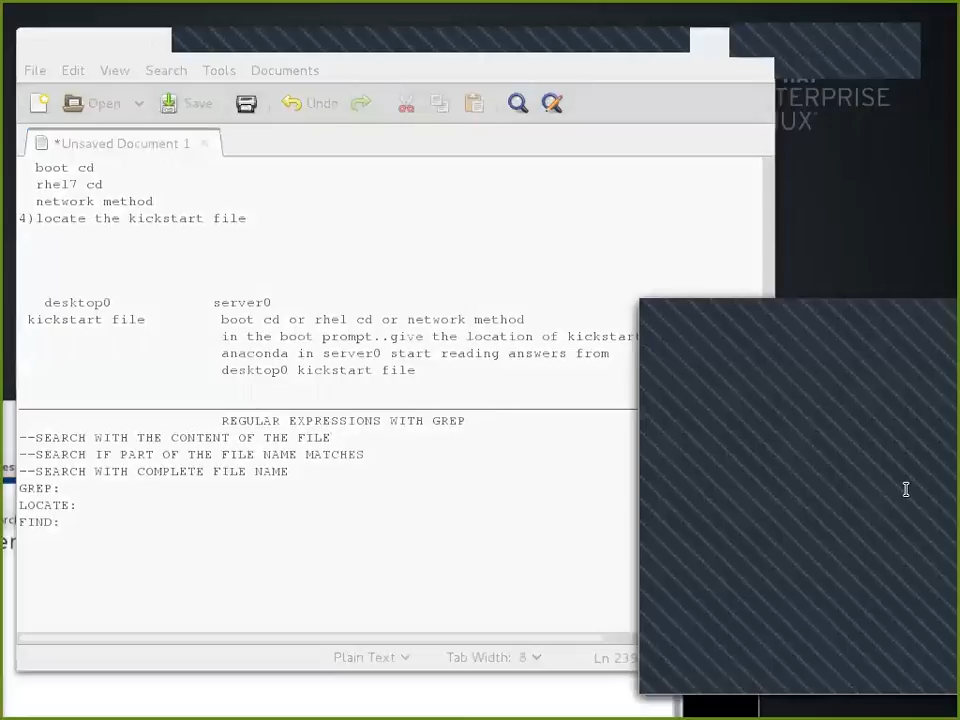 File Edit View Search Tools Documents
Open Save Undo
TERPRISE
UX
*Unsaved Document 1
boot cd
rhel7 cd
network method
4)locate the kickstart file
desktop0 server0
kickstart file boot cd or rhel cd or network method
in the boot prompt..give the location of kickstart
anaconda in server0 start reading answers from
desktop0 kickstart file
REGULAR EXPRESSIONS WITH GREP
--SEARCH WITH THE CONTENT OF THE FILE
--SEARCH IF PART OF THE FILE NAME MATCHES
--SEARCH WITH COMPLETE FILE NAME
GREP:
LOCATE:
FIND:
Plain Text Tab Width: 8 Ln 239